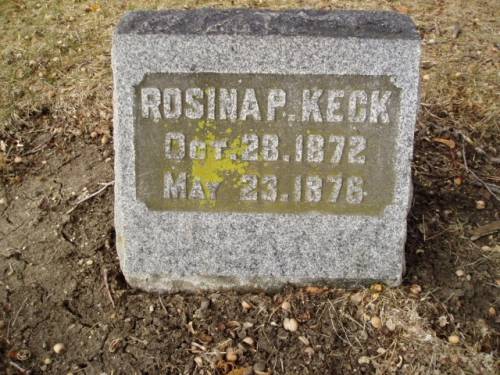 ROSINA P. KECK
OCT. 28. 1872
MAY 23. 1876